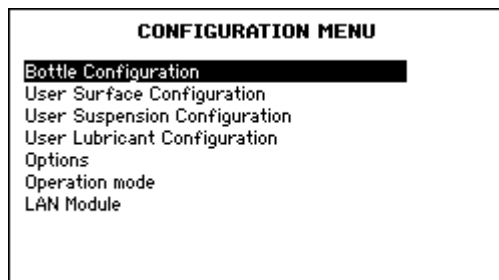 CONFIGURATION MENU
Bottle Configuration
User Surface Configuration
User Suspension Configuration
User Lubricant Configuration
Options
Operation mode
LAN Module